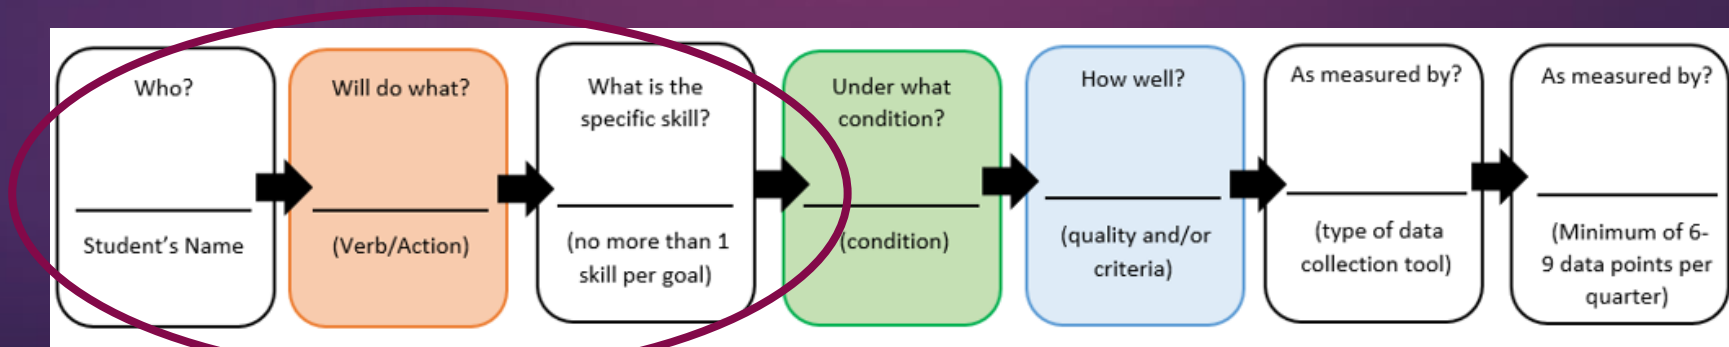 Who?
Student's Name
Will do what?
(Verb/Action)
What is the
specific skill?
(no more than 1
skill per goal)
Under what
condition?
(condition)
How well?
(quality and/or
criteria)
As measured by?
(type of data
collection tool)
As measured by?
(Minimum of 6-
9 data points per
quarter)